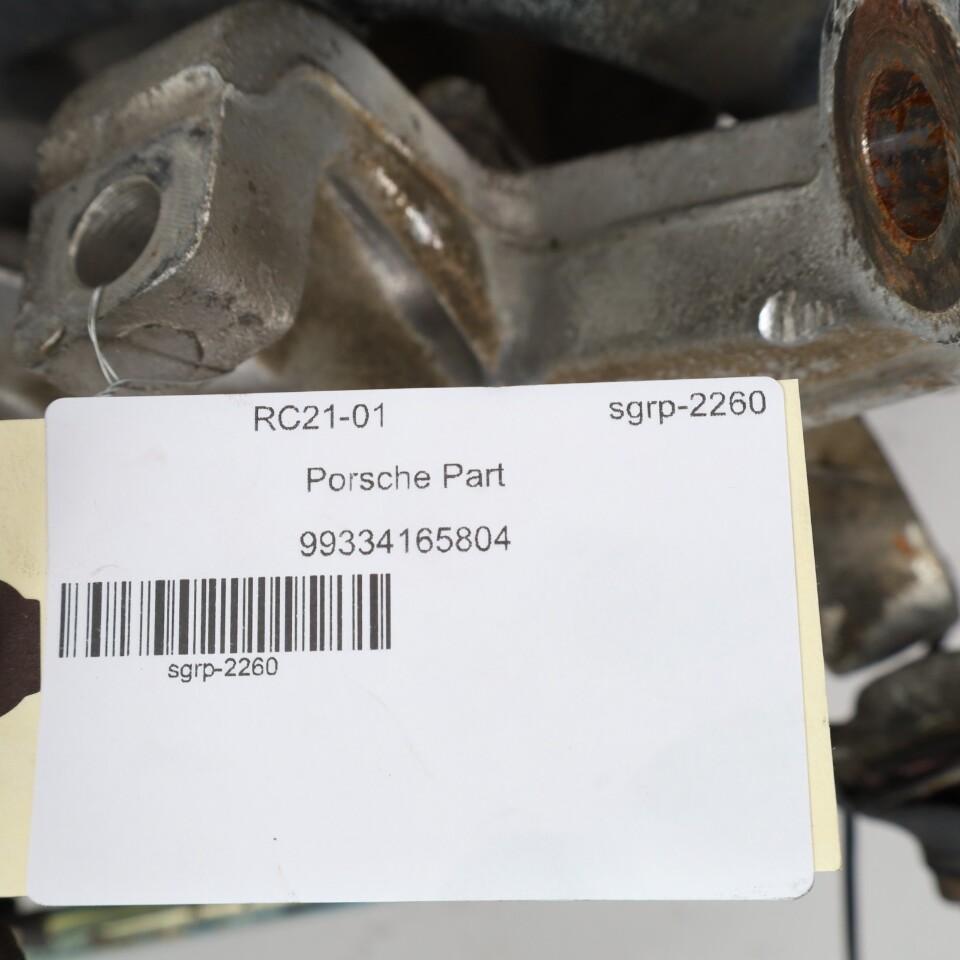 RC21-01 sgrp-2260
Porsche Part
99334165804
sgrp-2260